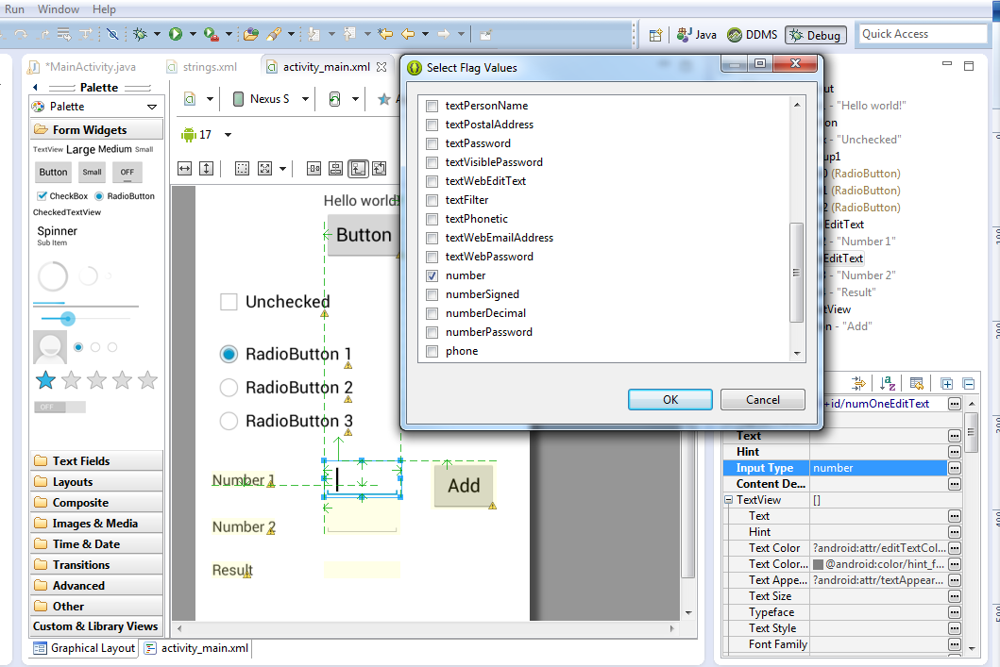 Run Window Help
Java DDMS Debug Quick Access
*MainActivity.java strings.xml activity_main.xml
Palette
Palette
Form Widgets
TextView Large Medium Small
Button Small OFF
CheckBox RadioButton
CheckedTextView
Spinner
Sub Item
OFF
Text Fields
Layouts
Composite
Images & Media
Time & Date
Transitions
Advanced
Other
Custom & Library Views
Graphical Layout activity_main.xml
Nexus S
17
Hello world!
Button
Unchecked
RadioButton 1
RadioButton 2
RadioButton 3
Number 1
Add
Number 2
Result
Select Flag Values
textPersonName
textPostalAddress
textPassword
textVisiblePassword
textWebEditText
textFilter
textPhonetic
textWebEmailAddress
textWebPassword
number
numberSigned
numberDecimal
numberPassword
phone
OK Cancel
- "Hello world!"
- "Unchecked"
(RadioButton)
1 (RadioButton)
2 (RadioButton)
EditText
- "Number 1"
EditText
- "Number 2"
- "Result"
- "Add"
+id/numOneEditText
Text
Hint
Input Type number
Content De...
TextView []
Text
Hint
Text Color ?android:attr/editTextCol...
Text Color... @android:color/hint_f...
Text Appe... ?android:attr/textAppear...
Text Size
Typeface
Text Style
Font Family